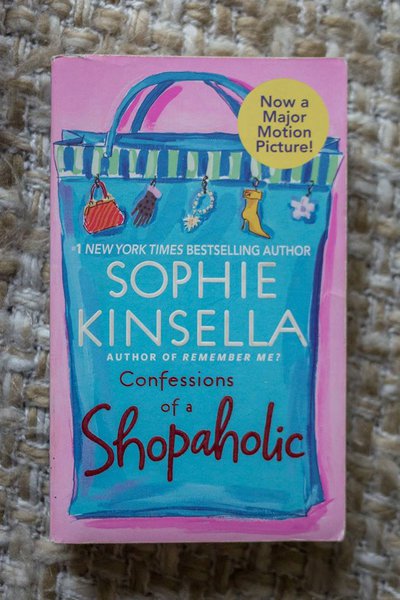 Now a
Major
Motion
Picture!
#1 NEW YORK TIMES BESTSELLING AUTHOR
SOPHIE
KINSELLA
AUTHOR OF REMEMBER ME?
Confessions
of a
Shopaholic